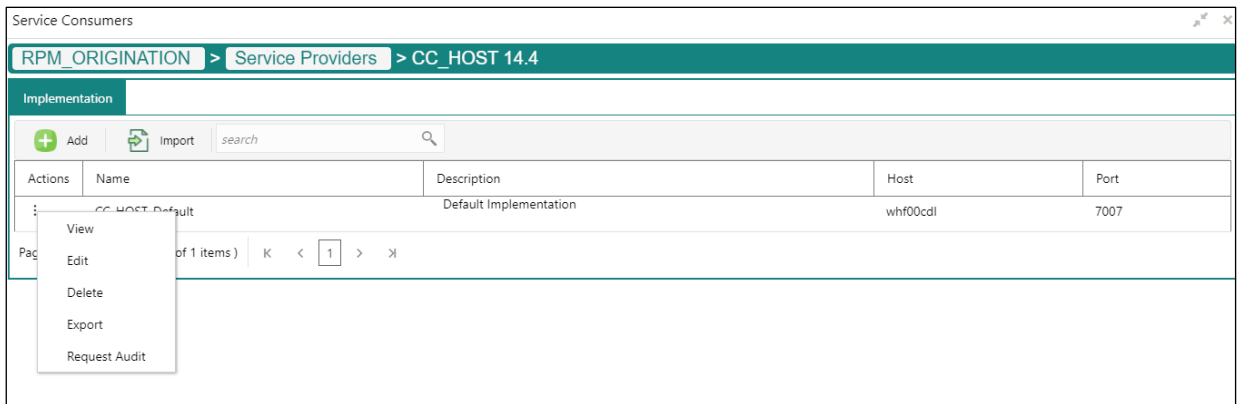 Service Consumers
RPM_ORIGINATION > Service Providers > CC_HOST 14.4
Implementation
Add Import search
Actions Name Description Host Port
CC_HOST_Default Default Implementation whf00cdl 7007
View
Pag of 1 items ) 1
Edit
Delete
Export
Request Audit